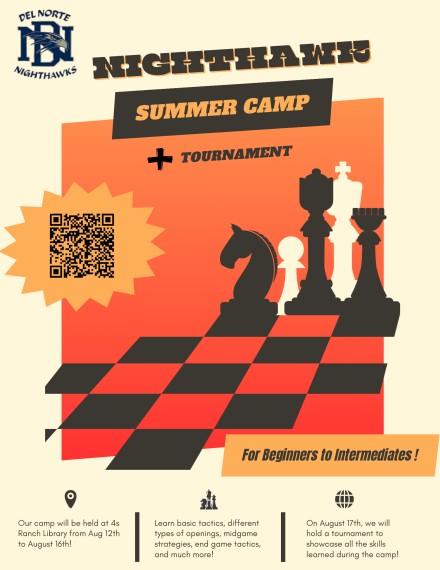 DEL NORTE
DN
NIGHTHAWKS
NIGHTHAWK
SUMMER CAMP
+ TOURNAMENT
For Beginners to Intermediates !
Our camp will be held at 4s
Ranch Library from Aug 12th
to August 16th!
Learn basic tactics, different
types of openings, midgame
strategies, end game tactics,
and much more!
On August 17th, we will
hold a tournament to
showcase all the skills
learned during the camp!